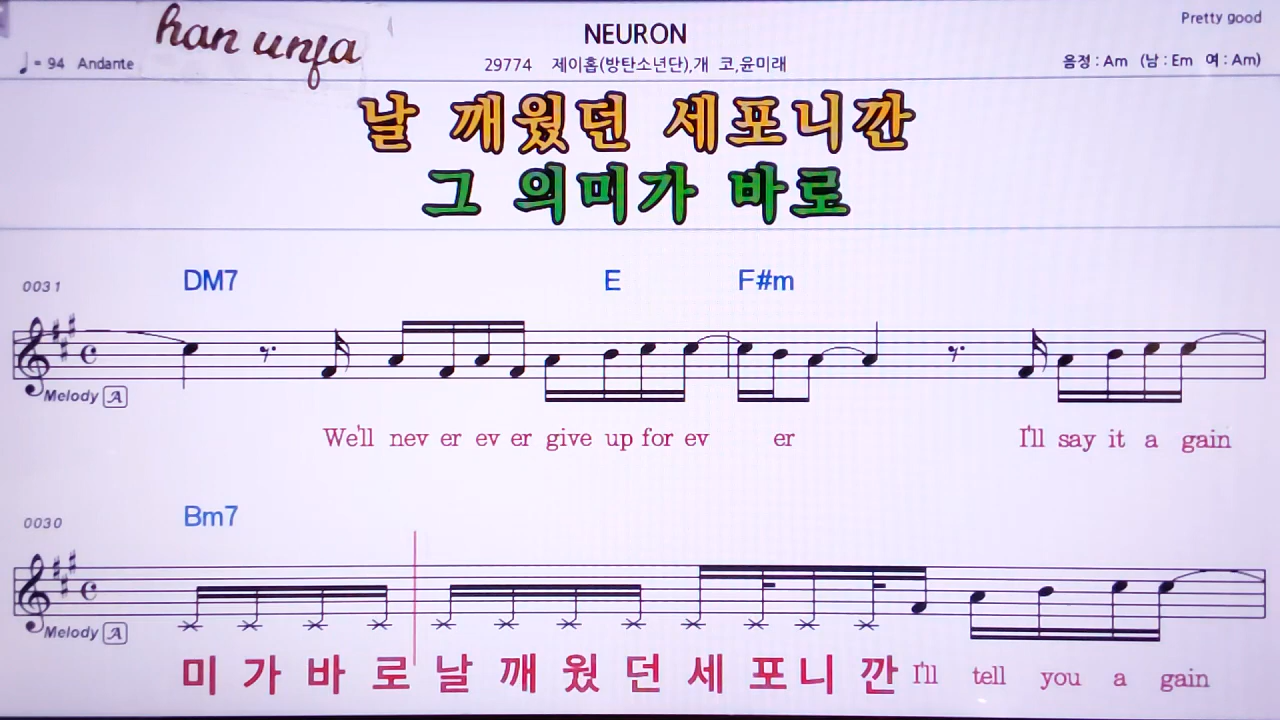 han unfa
NEURON
Pretty good
♩ = 94 Andante
29774 제이홉(방탄소년단),개 코,윤미래
음정 : Am (남 : Em 여 : Am)
날 깨웠던 세포니깐
그 의미가 바로
0031 DM7 E F#m
Melody A
We'll nev er ev er give up for ev er I'll say it a gain
0030 Bm7
Melody A
미 가 바 로 날 깨 웠 던 세 포 니 깐 I'll tell you a gain